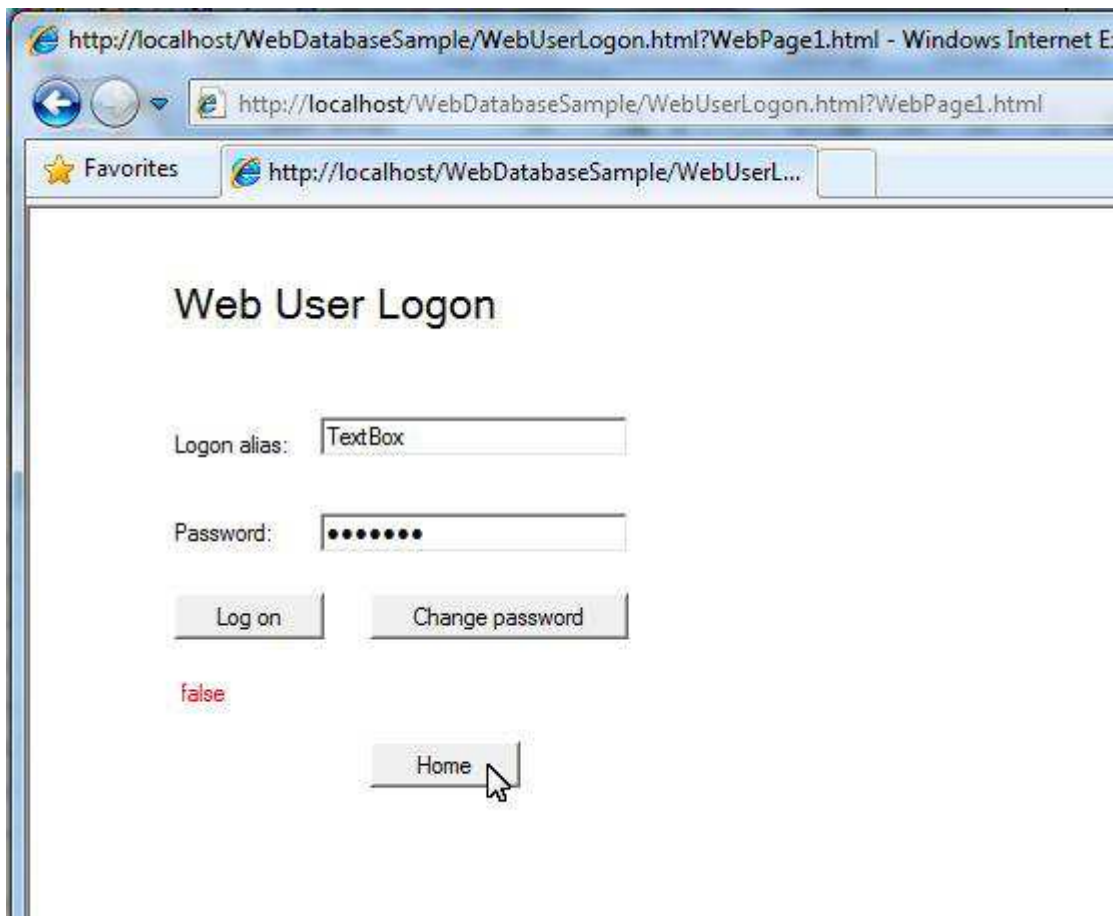 http://localhost/WebDatabaseSample/WebUserLogon.html?WebPage1.html - Windows Internet E
http://localhost/WebDatabaseSample/WebUserLogon.html?WebPage1.html
Favorites
http://localhost/WebDatabaseSample/WebUserL...
Web User Logon
Logon alias: TextBox
Password: •••••••
Log on Change password
false
Home